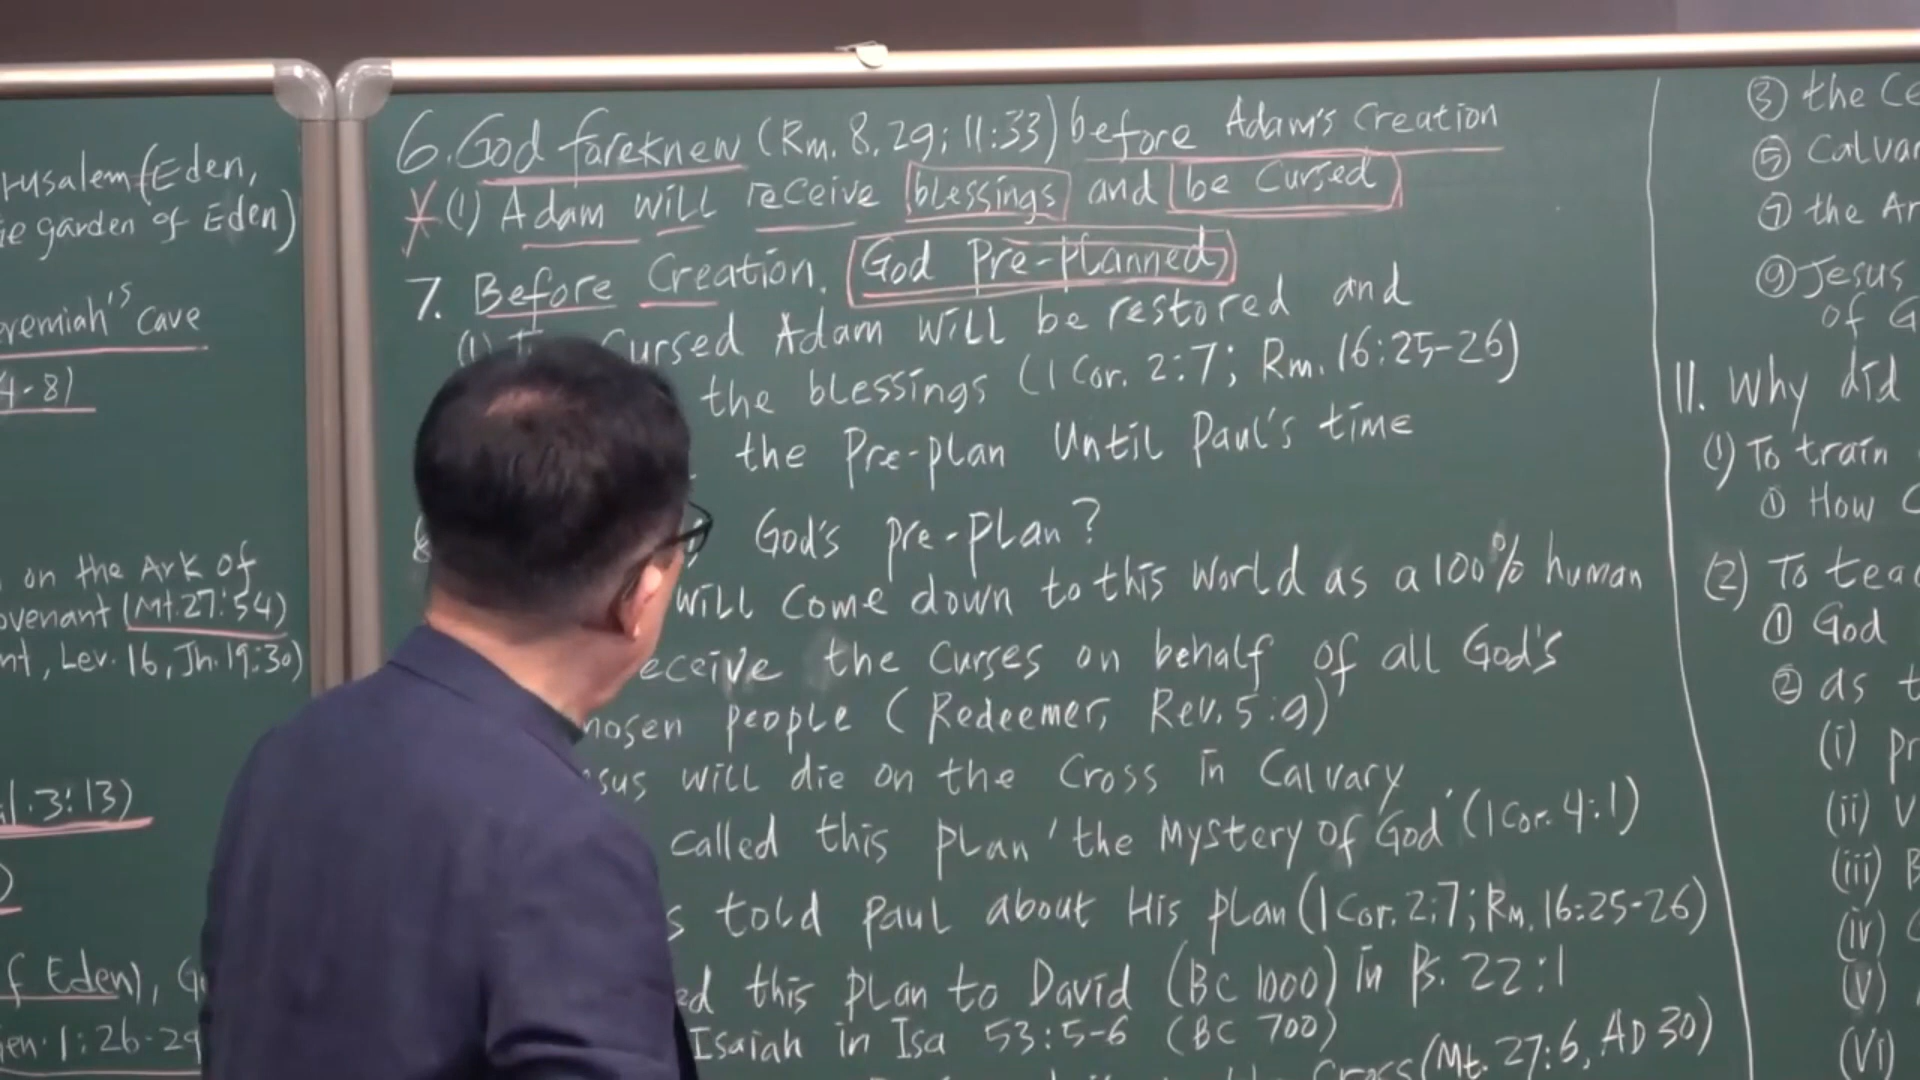 rusalem (Eden,
garden of Eden)
eremiah's cave
4-8)
on the Ark of
ovenant (Mt.27:54)
nt, Lev. 16, Jh. 19:30)
3:13)
f Eden),
en. 1:26-29
6. God foreknew (Rm. 8.29; 11:33) before Adam's Creation
(1) Adam will receive blessings and be Cursed
7. Before Creation. God Pre-planned
(1) Cursed Adam will be restored and
the blessings (1 Cor. 2:7; Rm. 16:25-26)
the Pre-plan Until Paul's time
God's pre-plan?
will come down to this world as a 100% human
eceive the curses on behalf of all God's
hosen people (Redeemer, Rev. 5:9)
sus will die on the Cross in Calvary
called this plan 'the Mystery of God' (1 Cor. 4:1)
s told Paul about His plan (1 Cor. 2:7; Rm. 16:25-26)
ed this plan to David (BC 1000) in Ps. 22:1
Isaiah in Isa 53:5-6 (BC 700)
Cross (Mt. 27:6, AD 30)
③ the Ce
⑤ Calvar
⑦ the Ar
⑨ Jesus
of G
11. Why did
(1) To train
① How
(2) To tea
① God
② as t
(i) pr
(ii) V
(iii) B
(iv)
(v)
(vi)